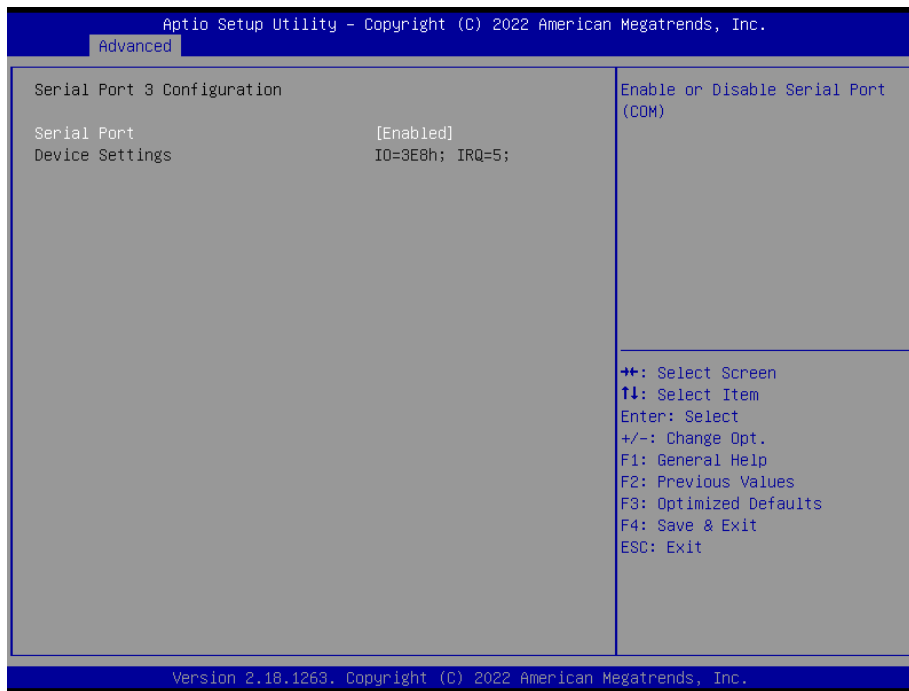 Aptio Setup Utility – Copyright (C) 2022 American Megatrends, Inc.
Advanced
Serial Port 3 Configuration
Serial Port [Enabled]
Device Settings IO=3E8h; IRQ=5;
Enable or Disable Serial Port
(COM)
→←: Select Screen
↑↓: Select Item
Enter: Select
+/-: Change Opt.
F1: General Help
F2: Previous Values
F3: Optimized Defaults
F4: Save & Exit
ESC: Exit
Version 2.18.1263. Copyright (C) 2022 American Megatrends, Inc.